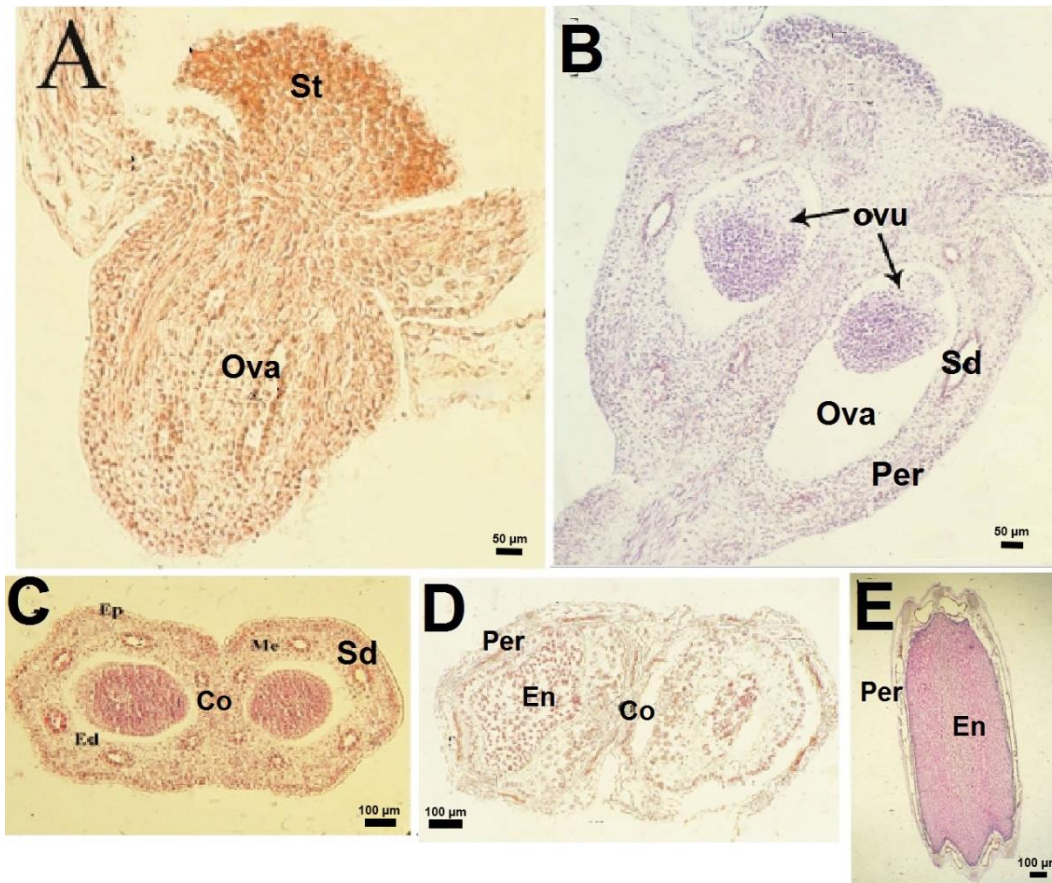 A
St
Ova
50 µm
B
ovu
Sd
Ova
Per
50 µm
C
Ep
Me
Sd
Co
Ed
100 µm
D
Per
En
Co
100 µm
E
Per
En
100 µm